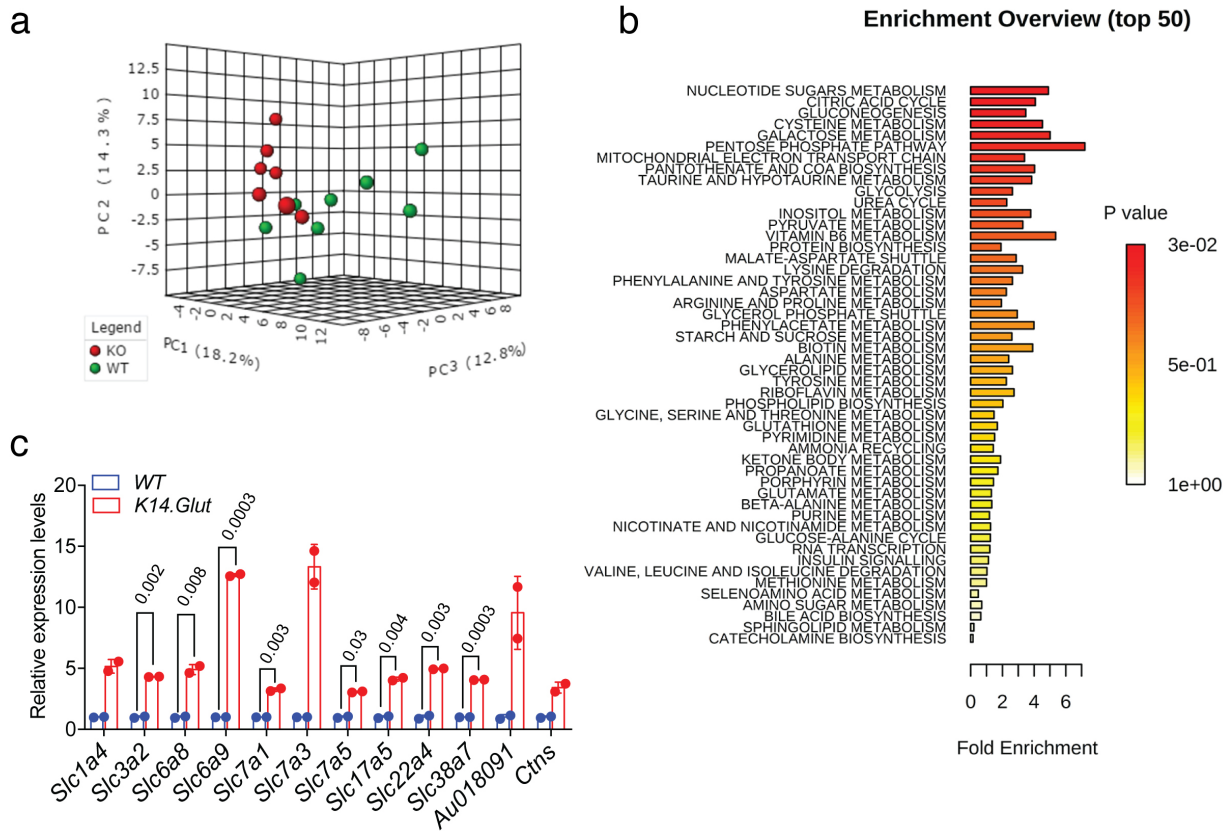 a
PC2 (14.3%)
12.5
10
7.5
5
2.5
0
-2.5
-5
-7.5
-4 -2 0 2 4 6 8 10 12
-8 -6 -4 -2 0 2 4 6 8
PC1 (18.2%)
PC3 (12.8%)
Legend
KO
WT
b
Enrichment Overview (top 50)
NUCLEOTIDE SUGARS METABOLISM
CITRIC ACID CYCLE
GLUCONEOGENESIS
CYSTEINE METABOLISM
GALACTOSE METABOLISM
PENTOSE PHOSPHATE PATHWAY
MITOCHONDRIAL ELECTRON TRANSPORT CHAIN
PANTOTHENATE AND COA BIOSYNTHESIS
TAURINE AND HYPOTAURINE METABOLISM
GLYCOLYSIS
UREA CYCLE
INOSITOL METABOLISM
PYRUVATE METABOLISM
VITAMIN B6 METABOLISM
PROTEIN BIOSYNTHESIS
MALATE-ASPARTATE SHUTTLE
LYSINE DEGRADATION
PHENYLALANINE AND TYROSINE METABOLISM
ASPARTATE METABOLISM
ARGININE AND PROLINE METABOLISM
GLYCEROL PHOSPHATE SHUTTLE
PHENYLACETATE METABOLISM
STARCH AND SUCROSE METABOLISM
BIOTIN METABOLISM
ALANINE METABOLISM
GLYCEROLIPID METABOLISM
TYROSINE METABOLISM
RIBOFLAVIN METABOLISM
PHOSPHOLIPID BIOSYNTHESIS
GLYCINE, SERINE AND THREONINE METABOLISM
GLUTATHIONE METABOLISM
PYRIMIDINE METABOLISM
AMMONIA RECYCLING
KETONE BODY METABOLISM
PROPANOATE METABOLISM
PORPHYRIN METABOLISM
GLUTAMATE METABOLISM
BETA-ALANINE METABOLISM
PURINE METABOLISM
NICOTINATE AND NICOTINAMIDE METABOLISM
GLUCOSE-ALANINE CYCLE
RNA TRANSCRIPTION
INSULIN SIGNALLING
VALINE, LEUCINE AND ISOLEUCINE DEGRADATION
METHIONINE METABOLISM
SELENOAMINO ACID METABOLISM
AMINO SUGAR METABOLISM
BILE ACID BIOSYNTHESIS
SPHINGOLIPID METABOLISM
CATECHOLAMINE BIOSYNTHESIS
0 2 4 6
Fold Enrichment
P value
3e-02
5e-01
1e+00
c
WT
K14.Glut
Relative expression levels
20
15
10
5
0
0.002
0.008
0.0003
0.003
0.03
0.004
0.003
0.0003
Slc1a4
Slc3a2
Slc6a8
Slc6a9
Slc7a1
Slc7a3
Slc7a5
Slc17a5
Slc22a4
Slc38a7
Au018091
Ctns